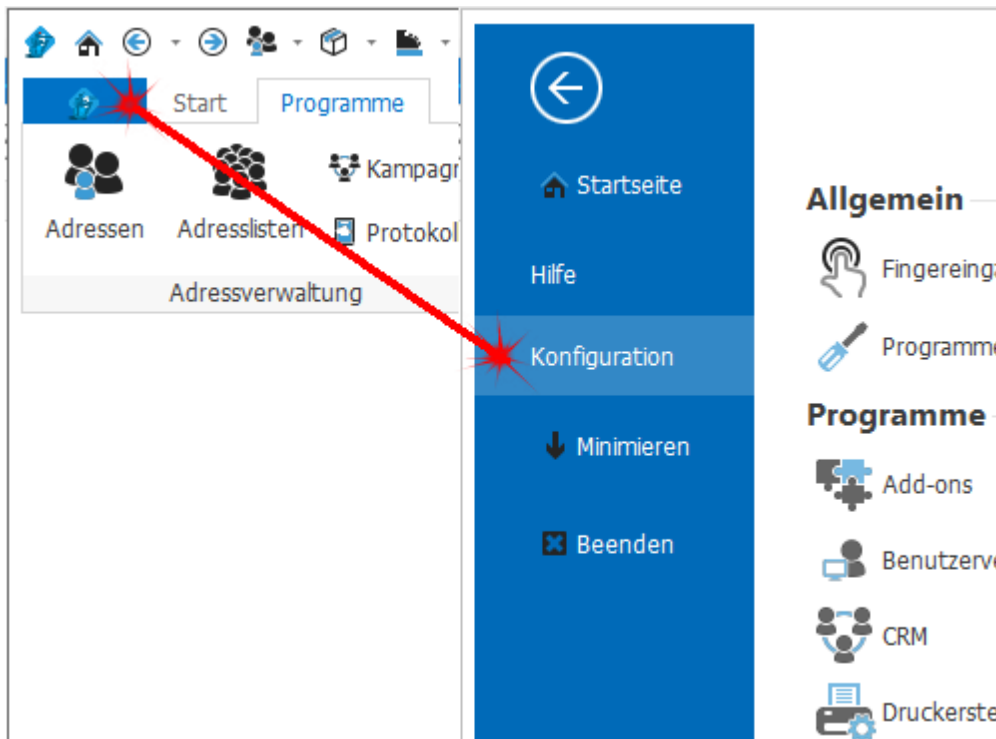 Start
Programme
Adressen
Adresslisten
Kampagr
Protokol
Adressverwaltung
Startseite
Hilfe
Konfiguration
Minimieren
Beenden
Allgemein
Fingereinga
Programme
Programme
Add-ons
Benutzerve
CRM
Druckerste